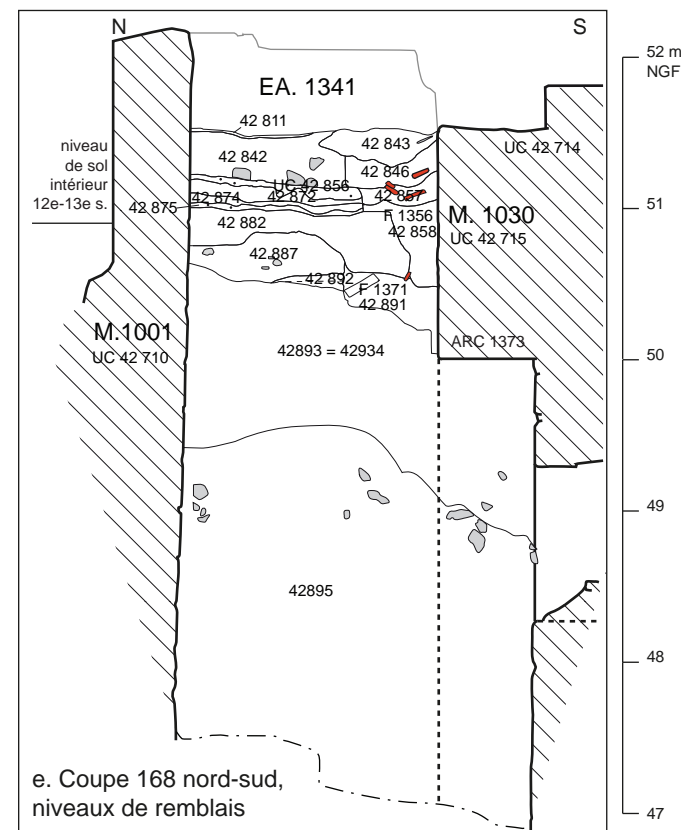 N
S
52 m
NGF
EA. 1341
42 811
42 843
niveau
de sol
intérieur
12e-13e s.
42 842
42 846
UC 42 714
UC 42 856
42 874
42 872
42 857
42 875
51
F 1356
M. 1030
42 882
42 858
UC 42 715
42 887
42 892
F 1371
42 891
M.1001
UC 42 710
42893 = 42934
ARC 1373
50
49
42895
48
e. Coupe 168 nord-sud,
niveaux de remblais
47